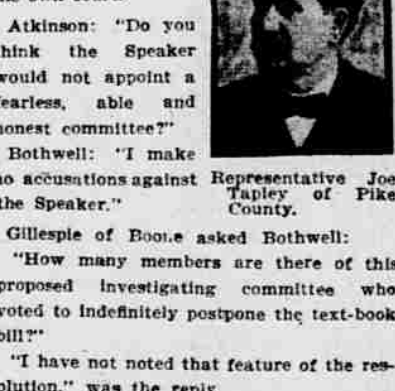 Atkinson: "Do you
think the Speaker
would not appoint a
fearless, able and
honest committee?"
Bothwell: "I make
no accusations against
the Speaker."
Representative Joe
Tapley of Pike
County.
Gillespie of Boone asked Bothwell:
"How many members are there of this
proposed investigating committee who
voted to indefinitely postpone the text-book
bill?"
"I have not noted that feature of the res-
olution," was the reply.